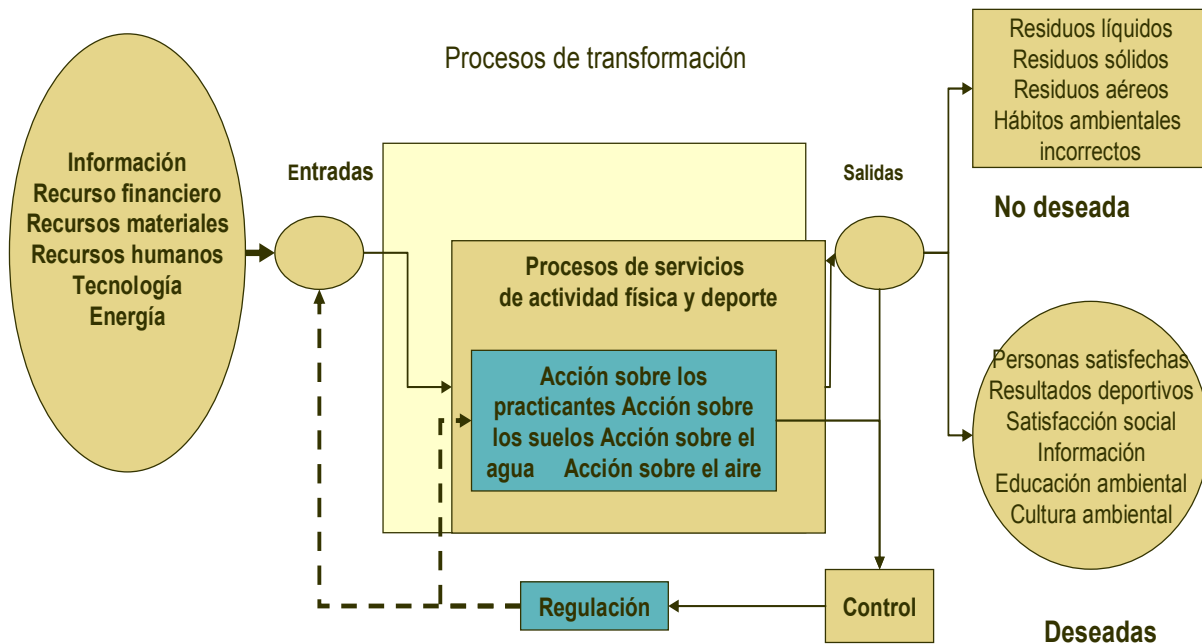 Procesos de transformación
Información
Recurso financiero
Recursos materiales
Recursos humanos
Tecnología
Energía
Entradas
Procesos de servicios
de actividad física y deporte
Acción sobre los
practicantes Acción sobre
los suelos Acción sobre el
agua Acción sobre el aire
Salidas
Residuos líquidos
Residuos sólidos
Residuos aéreos
Hábitos ambientales
incorrectos
No deseada
Personas satisfechas
Resultados deportivos
Satisfacción social
Información
Educación ambiental
Cultura ambiental
Deseadas
Regulación
Control